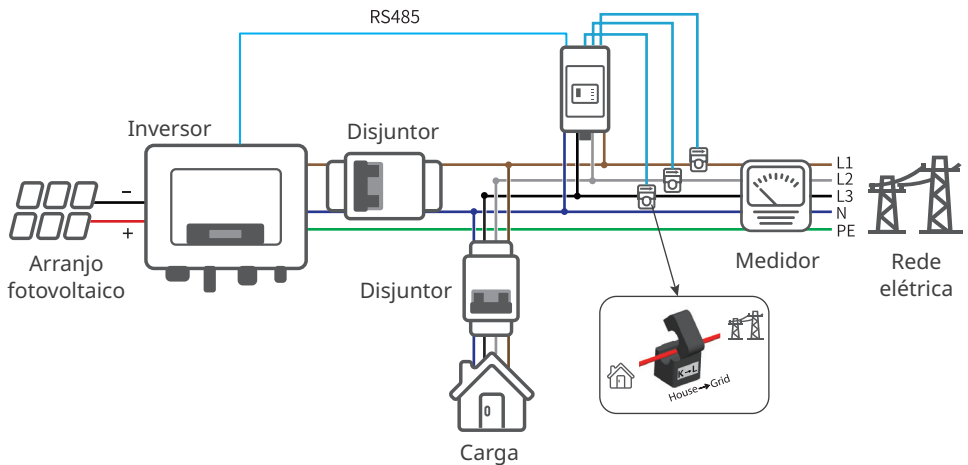 RS485
Inversor
Disjuntor
L1
L2
L3
N
PE
−
+
Arranjo
fotovoltaico
Disjuntor
Medidor
Rede
elétrica
K→L
House→Grid
Carga